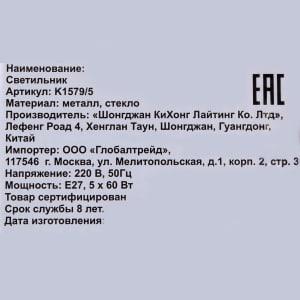 Наименование:
Светильник
Артикул: K1579/5
Материал: металл, стекло
Производитель: «Шонгджан КиХонг Лайтинг Ко. Лтд»,
Лефенг Роад 4, Хенглан Таун, Шонгджан, Гуангдонг,
Китай
Импортер: ООО «Глобалтрейд»,
117546 г. Москва, ул. Мелитопольская, д.1, корп. 2, стр. 3
Напряжение: 220 В, 50Гц
Мощность: E27, 5 x 60 Вт
Товар сертифицирован
Срок службы 8 лет.
Дата изготовления:
EAC